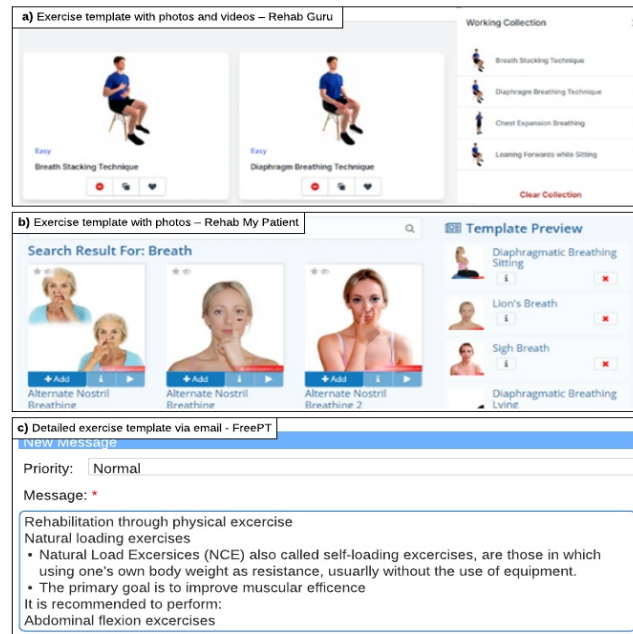 a) Exercise template with photos and videos – Rehab Guru
Working Collection
Breath Stacking Technique
Diaphragm Breathing Technique
Chest Expansion Breathing
Leaning Forwards while Sitting
Clear Collection
Easy
Breath Stacking Technique
Easy
Diaphragm Breathing Technique
b) Exercise template with photos – Rehab My Patient
Search Result For: Breath
+Add i
Alternate Nostril
Breathing
+Add i
Alternate Nostril
Breathing
+Add i
Alternate Nostril
Breathing 2
Template Preview
Diaphragmatic Breathing
Sitting
i
Lion's Breath
i
Sigh Breath
i
Diaphragmatic Breathing
Lying
c) Detailed exercise template via email - FreePT
New Message
Priority: Normal
Message: *
Rehabilitation through physical excercise
Natural loading exercises
• Natural Load Excersices (NCE) also called self-loading excercises, are those in which
using one's own body weight as resistance, usuarlly without the use of equipment.
• The primary goal is to improve muscular efficence
It is recommended to perform:
Abdominal flexion excercises